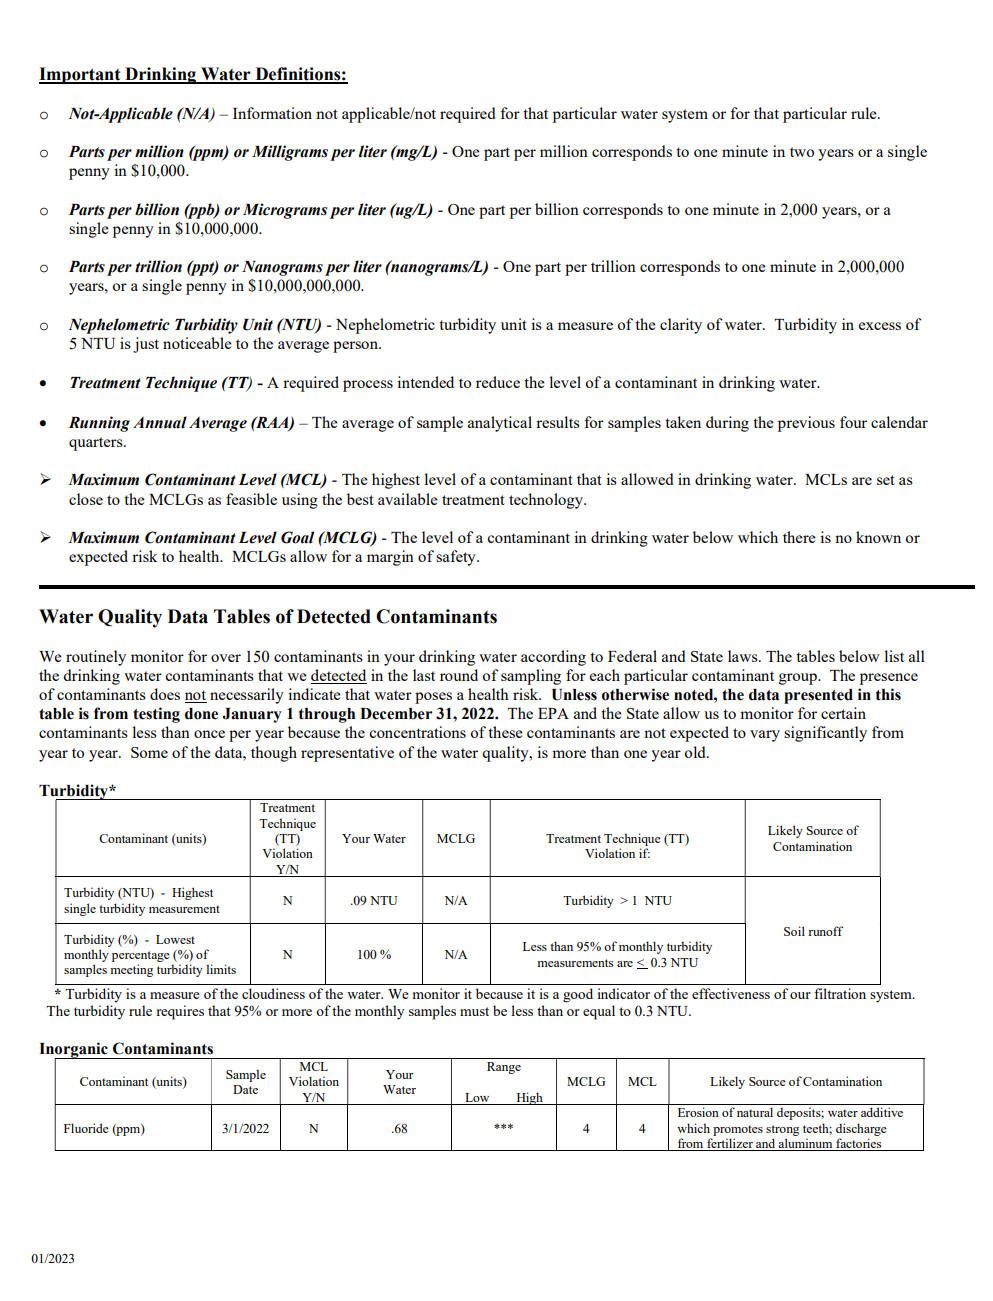 Important Drinking Water Definitions:
o Not-Applicable (N/A) – Information not applicable/not required for that particular water system or for that particular rule.
o Parts per million (ppm) or Milligrams per liter (mg/L) - One part per million corresponds to one minute in two years or a single
penny in $10,000.
o Parts per billion (ppb) or Micrograms per liter (ug/L) - One part per billion corresponds to one minute in 2,000 years, or a
single penny in $10,000,000.
o Parts per trillion (ppt) or Nanograms per liter (nanograms/L) - One part per trillion corresponds to one minute in 2,000,000
years, or a single penny in $10,000,000,000.
o Nephelometric Turbidity Unit (NTU) - Nephelometric turbidity unit is a measure of the clarity of water. Turbidity in excess of
5 NTU is just noticeable to the average person.
• Treatment Technique (TT) - A required process intended to reduce the level of a contaminant in drinking water.
• Running Annual Average (RAA) – The average of sample analytical results for samples taken during the previous four calendar
quarters.
➢ Maximum Contaminant Level (MCL) - The highest level of a contaminant that is allowed in drinking water. MCLs are set as
close to the MCLGs as feasible using the best available treatment technology.
➢ Maximum Contaminant Level Goal (MCLG) - The level of a contaminant in drinking water below which there is no known or
expected risk to health. MCLGs allow for a margin of safety.
Water Quality Data Tables of Detected Contaminants
We routinely monitor for over 150 contaminants in your drinking water according to Federal and State laws. The tables below list all
the drinking water contaminants that we detected in the last round of sampling for each particular contaminant group. The presence
of contaminants does not necessarily indicate that water poses a health risk. Unless otherwise noted, the data presented in this
table is from testing done January 1 through December 31, 2022. The EPA and the State allow us to monitor for certain
contaminants less than once per year because the concentrations of these contaminants are not expected to vary significantly from
year to year. Some of the data, though representative of the water quality, is more than one year old.
Turbidity*
Contaminant (units)
Treatment
Technique
(TT)
Violation
Y/N
Your Water
MCLG
Treatment Technique (TT)
Violation if:
Likely Source of
Contamination
Turbidity (NTU) - Highest
single turbidity measurement
N
.09 NTU
N/A
Turbidity > 1 NTU
Soil runoff
Turbidity (%) - Lowest
monthly percentage (%) of
samples meeting turbidity limits
N
100 %
N/A
Less than 95% of monthly turbidity
measurements are < 0.3 NTU
* Turbidity is a measure of the cloudiness of the water. We monitor it because it is a good indicator of the effectiveness of our filtration system.
The turbidity rule requires that 95% or more of the monthly samples must be less than or equal to 0.3 NTU.
Inorganic Contaminants
Contaminant (units)
Sample
Date
MCL
Violation
Y/N
Your
Water
Range
Low High
MCLG
MCL
Likely Source of Contamination
Fluoride (ppm)
3/1/2022
N
.68
***
4
4
Erosion of natural deposits; water additive
which promotes strong teeth; discharge
from fertilizer and aluminum factories
01/2023